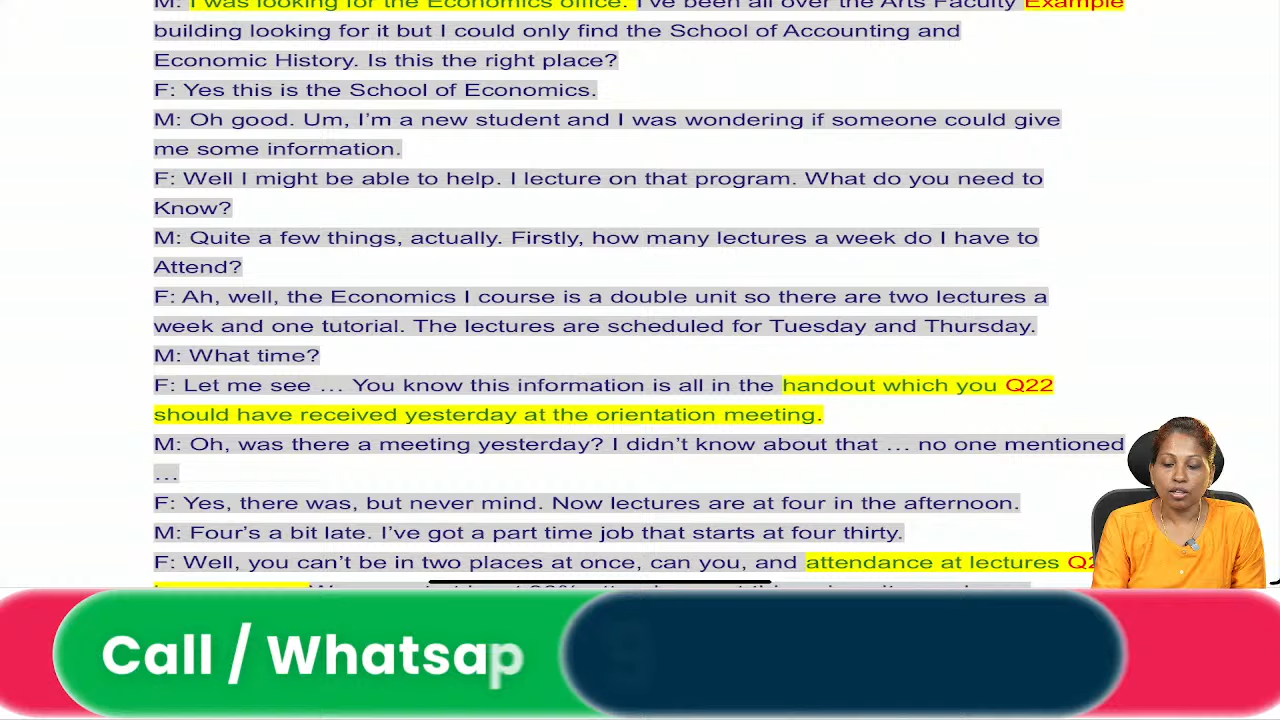 M: I was looking for the Economics office. I've been all over the Arts Faculty Example
building looking for it but I could only find the School of Accounting and
Economic History. Is this the right place?
F: Yes this is the School of Economics.
M: Oh good. Um, I'm a new student and I was wondering if someone could give
me some information.
F: Well I might be able to help. I lecture on that program. What do you need to
Know?
M: Quite a few things, actually. Firstly, how many lectures a week do I have to
Attend?
F: Ah, well, the Economics I course is a double unit so there are two lectures a
week and one tutorial. The lectures are scheduled for Tuesday and Thursday.
M: What time?
F: Let me see … You know this information is all in the handout which you Q22
should have received yesterday at the orientation meeting.
M: Oh, was there a meeting yesterday? I didn't know about that … no one mentioned
…
F: Yes, there was, but never mind. Now lectures are at four in the afternoon.
M: Four's a bit late. I've got a part time job that starts at four thirty.
F: Well, you can't be in two places at once, can you, and attendance at lectures
Call / Whatsap